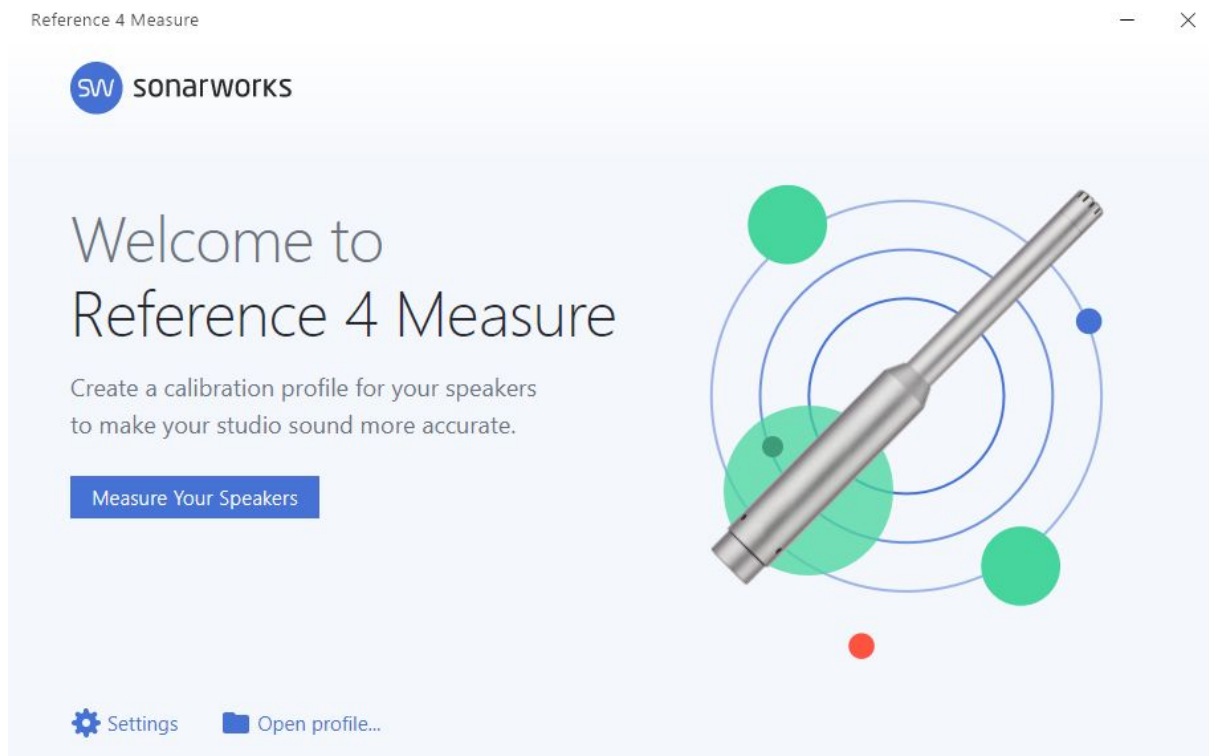 Reference 4 Measure
SW sonarworks
Welcome to
Reference 4 Measure
Create a calibration profile for your speakers
to make your studio sound more accurate.
Measure Your Speakers
Settings Open profile...